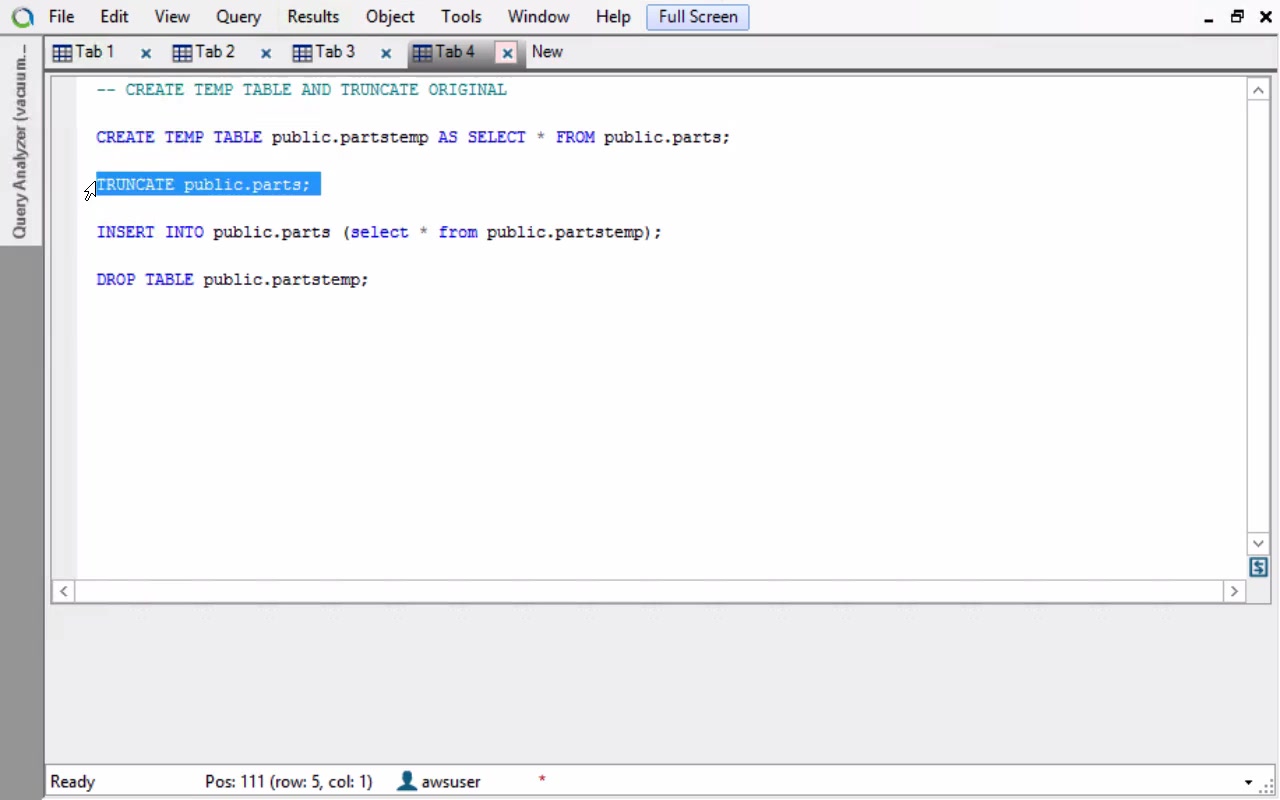 File Edit View Query Results Object Tools Window Help Full Screen
Tab 1 Tab 2 Tab 3 Tab 4 New
Query Analyzer (vacuum...
-- CREATE TEMP TABLE AND TRUNCATE ORIGINAL
CREATE TEMP TABLE public.partstemp AS SELECT * FROM public.parts;
TRUNCATE public.parts;
INSERT INTO public.parts (select * from public.partstemp);
DROP TABLE public.partstemp;
Ready Pos: 111 (row: 5, col: 1) awsuser *